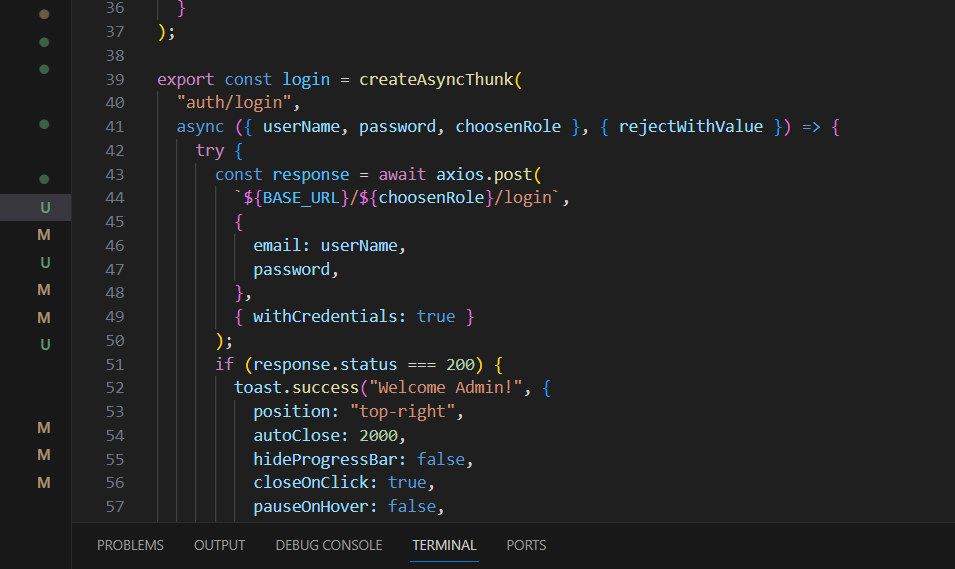 36 }
37 );
38
39 export const login = createAsyncThunk(
40 "auth/login",
41 async ({ userName, password, choosenRole }, { rejectWithValue }) => {
42 try {
U
43 const response = await axios.post(
44 `${BASE_URL}/${choosenRole}/login`,
U
45 {
M
46 email: userName,
U
47 password,
M
48 },
M
49 { withCredentials: true }
U
50 );
51 if (response.status === 200) {
52 toast.success("Welcome Admin!", {
53 position: "top-right",
M
54 autoClose: 2000,
M
55 hideProgressBar: false,
M
56 closeOnClick: true,
57 pauseOnHover: false,
PROBLEMS OUTPUT DEBUG CONSOLE TERMINAL PORTS